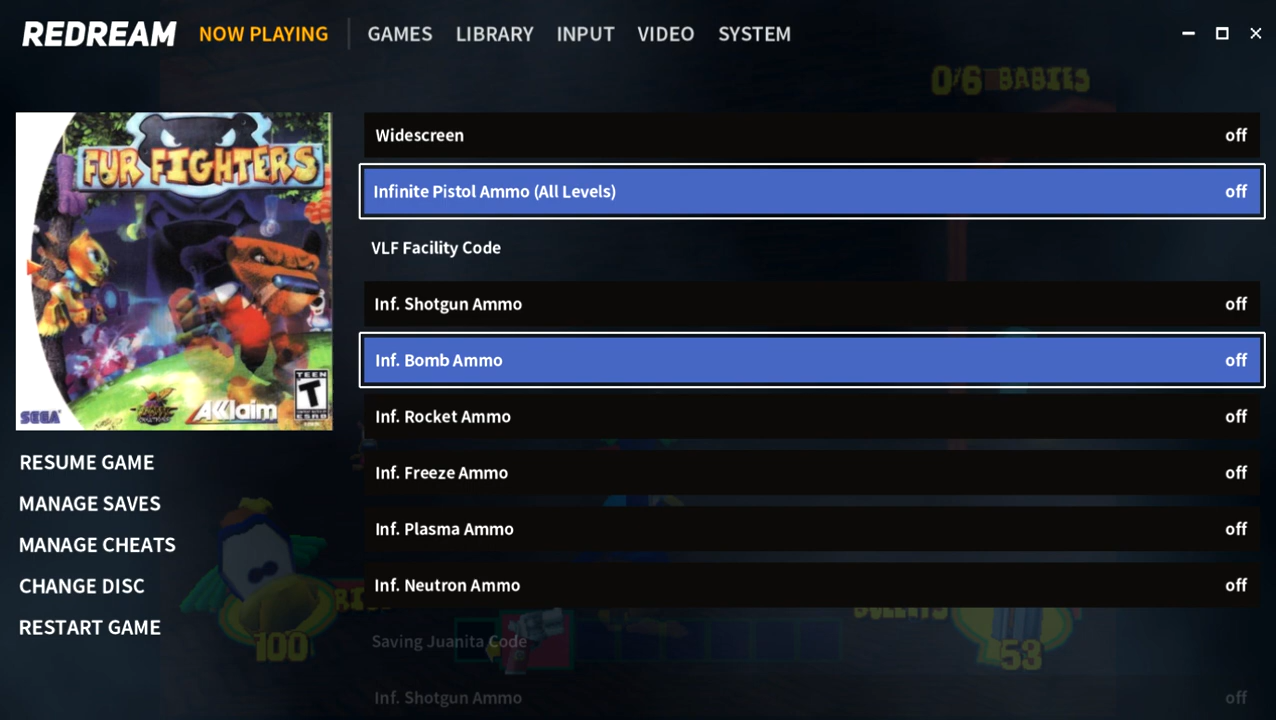 REDREAM NOW PLAYING GAMES LIBRARY INPUT VIDEO SYSTEM
0/6 BABIES
FUR FIGHTERS
SEGA
Acclaim
TEEN
T
ESRB
RESUME GAME
MANAGE SAVES
MANAGE CHEATS
CHANGE DISC
RESTART GAME
Widescreen off
Infinite Pistol Ammo (All Levels) off
VLF Facility Code
Inf. Shotgun Ammo off
Inf. Bomb Ammo off
Inf. Rocket Ammo off
Inf. Freeze Ammo off
Inf. Plasma Ammo off
Inf. Neutron Ammo off
Saving Juanita Code
Inf. Shotgun Ammo off
BULLETS
100
53